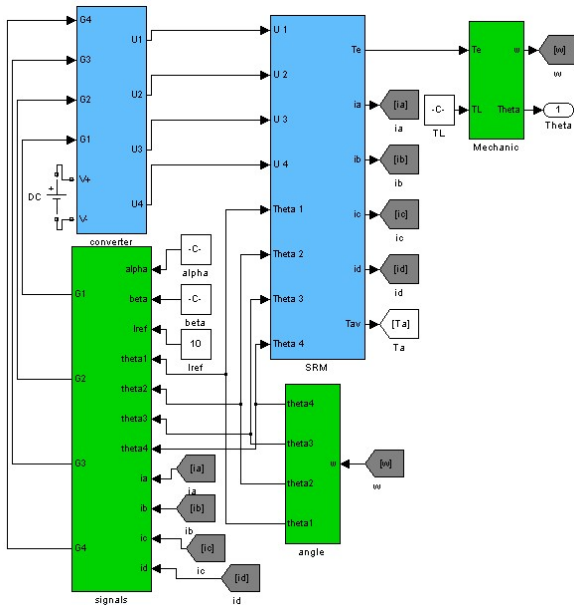 G4
G3
G2
G1
V+
V-
U1
U2
U3
U4
DC
+
converter
U 1
U 2
U 3
U 4
Theta 1
Theta 2
Theta 3
Theta 4
Te
ia
ib
ic
id
Tav
SRM
[ia]
ia
[ib]
ib
[ic]
ic
[id]
id
[Ta]
Ta
-C-
TL
Te
TL
w
Theta
Mechanic
[w]
w
1
Theta
G1
G2
G3
G4
alpha
beta
Iref
theta1
theta2
theta3
theta4
ia
ib
ic
id
signals
-C-
alpha
-C-
beta
10
Iref
[ia]
ia
[ib]
ib
[ic]
ic
[id]
id
theta4
theta3
theta2
theta1
w
angle
[w]
w